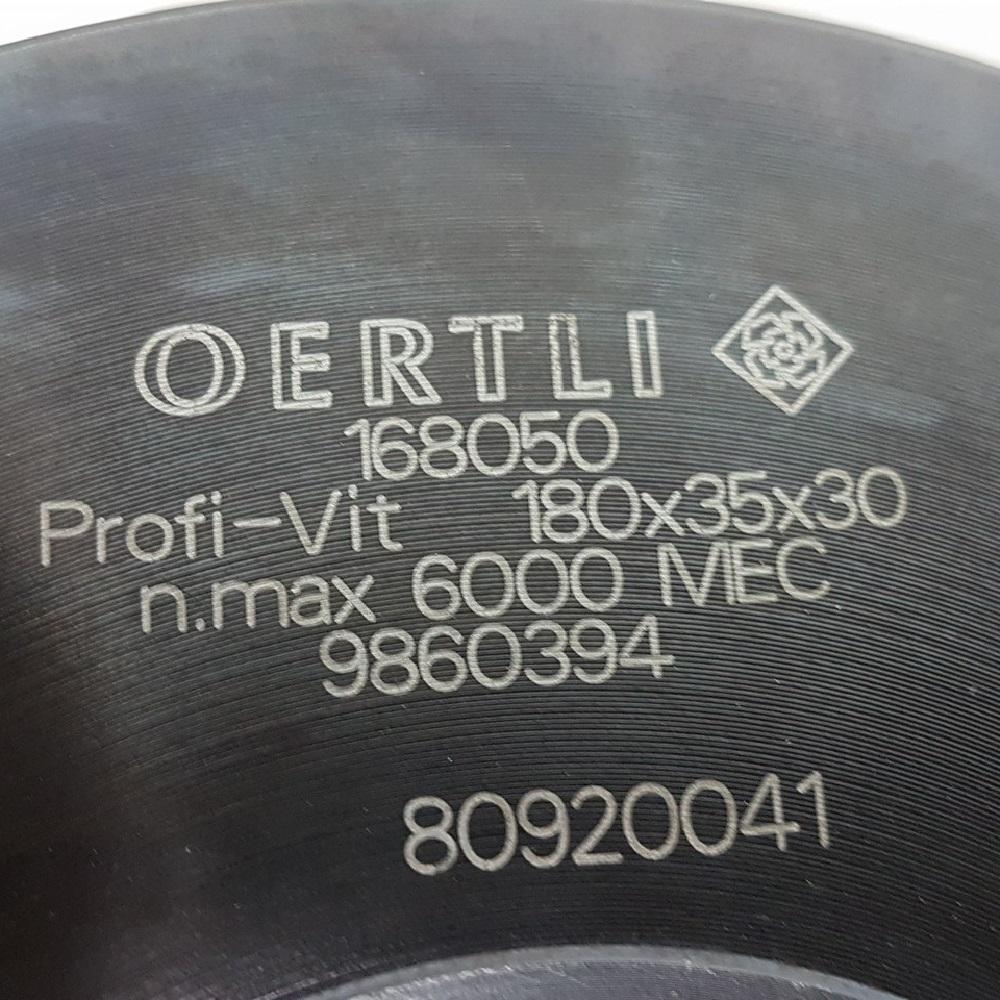 OERTLI
168050
Profi-Vit 180x35x30
n.max 6000 MEC
9860394
80920041